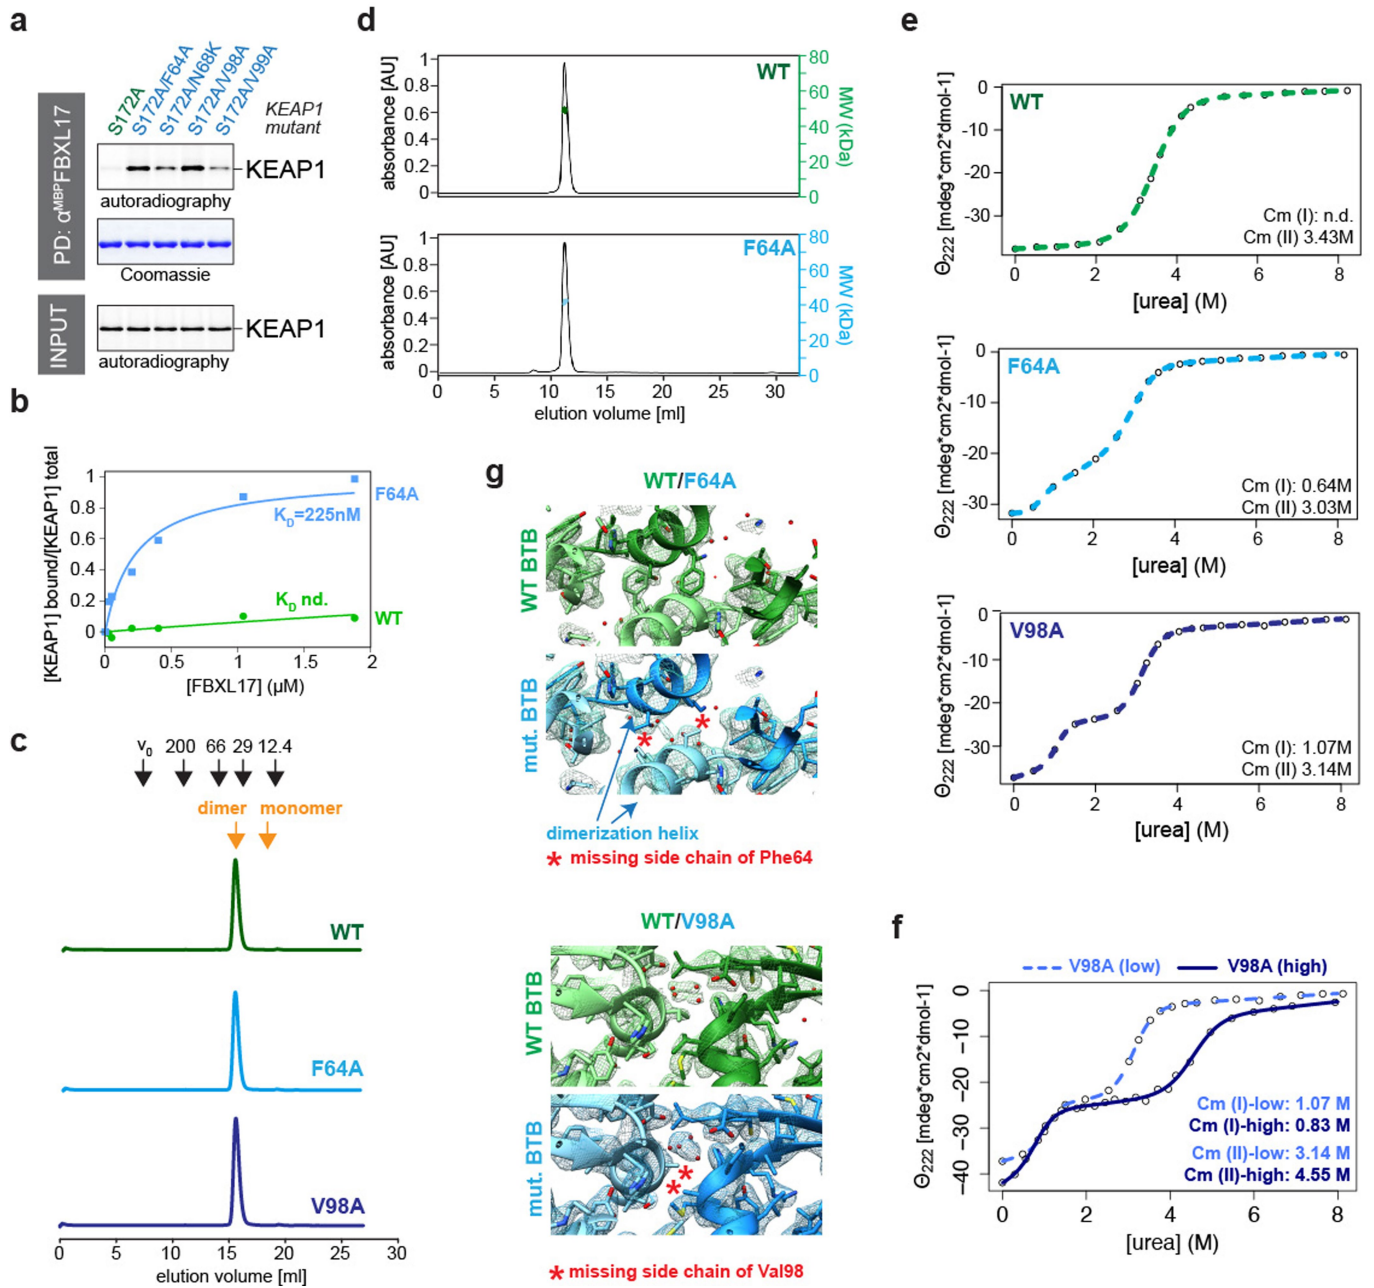 a
S172A
S172A/F64A
S172A/N68K
S172A/V98A
S172A/V99A
KEAP1
mutant
PD: α^MBP FBXL17
KEAP1
autoradiography
Coomassie
INPUT
KEAP1
autoradiography
b
[KEAP1] bound/[KEAP1] total
1
0.8
0.6
0.4
0.2
0
F64A
K_D=225nM
K_D nd.
WT
0 0.5 1 1.5 2
[FBXL17] (μM)
c
v_0 200 66 29 12.4
dimer monomer
WT
F64A
V98A
0 5 10 15 20 25 30
elution volume [ml]
d
absorbance [AU]
1
0.8
0.6
0.4
0.2
0
WT
80
60
40
20
0
MW (kDa)
absorbance [AU]
1
0.8
0.6
0.4
0.2
0
F64A
80
60
40
20
0
MW (kDa)
0 5 10 15 20 25 30
elution volume [ml]
g
WT/F64A
WT BTB
mut. BTB
dimerization helix
* missing side chain of Phe64
WT/V98A
WT BTB
mut. BTB
* missing side chain of Val98
e
Θ_222 [mdeg*cm2*dmol-1]
0
-10
-20
-30
WT
Cm (I): n.d.
Cm (II) 3.43M
0 2 4 6 8
[urea] (M)
Θ_222 [mdeg*cm2*dmol-1]
0
-10
-20
-30
F64A
Cm (I): 0.64M
Cm (II) 3.03M
0 2 4 6 8
[urea] (M)
Θ_222 [mdeg*cm2*dmol-1]
0
-10
-20
-30
V98A
Cm (I): 1.07M
Cm (II) 3.14M
0 2 4 6 8
[urea] (M)
f
V98A (low) V98A (high)
Θ_222 [mdeg*cm2*dmol-1]
0
−10
−20
−30
−40
Cm (I)-low: 1.07 M
Cm (I)-high: 0.83 M
Cm (II)-low: 3.14 M
Cm (II)-high: 4.55 M
0 2 4 6 8
[urea] (M)